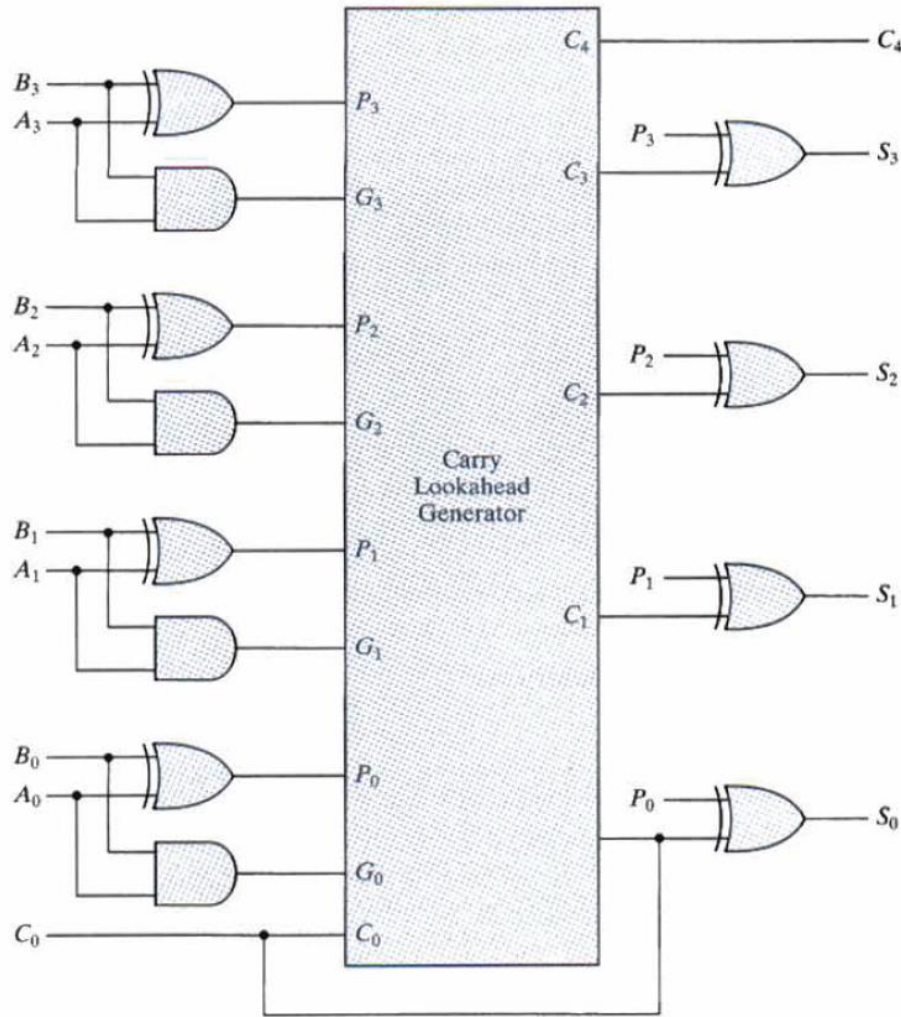 C₄
C₄
B₃
A₃
P₃
P₃
S₃
C₃
G₃
B₂
A₂
P₂
P₂
S₂
C₂
G₂
Carry
Lookahead
Generator
B₁
A₁
P₁
P₁
S₁
C₁
G₁
B₀
A₀
P₀
P₀
S₀
G₀
C₀
C₀